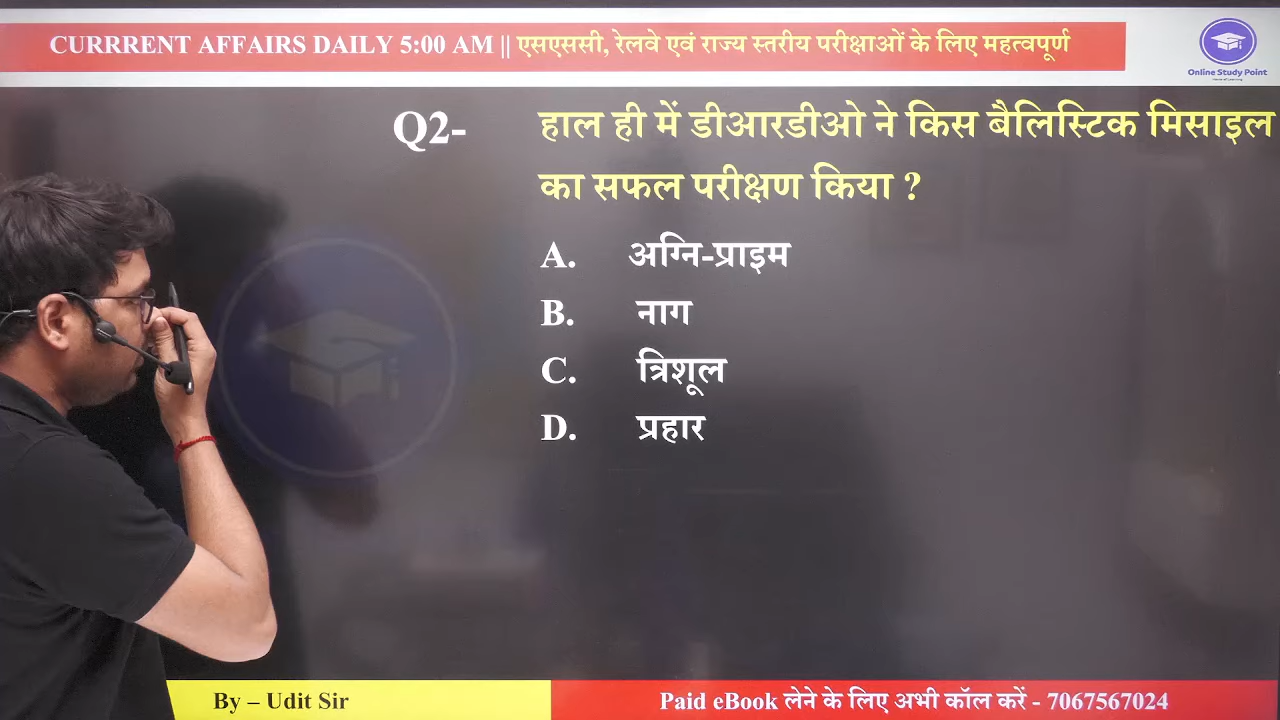 CURRRENT AFFAIRS DAILY 5:00 AM || एसएससी, रेलवे एवं राज्य स्तरीय परीक्षाओं के लिए महत्वपूर्ण
Online Study Point
Q2- हाल ही में डीआरडीओ ने किस बैलिस्टिक मिसाइल
का सफल परीक्षण किया ?
A. अग्नि-प्राइम
B. नाग
C. त्रिशूल
D. प्रहार
By – Udit Sir
Paid eBook लेने के लिए अभी कॉल करें - 7067567024